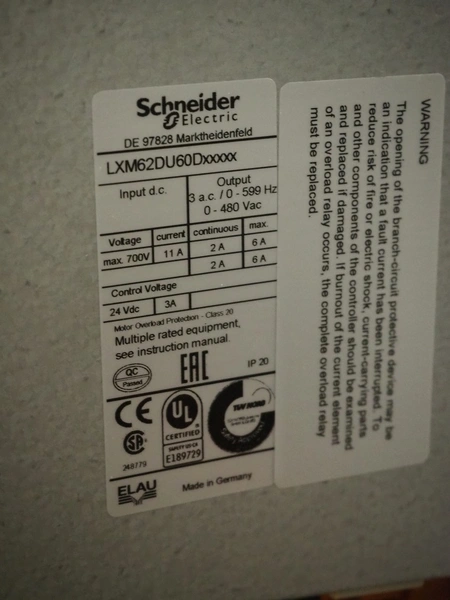 Schneider
Electric
DE 97828 Marktheidenfeld
LXM62DU60Dxxxxx
Input d.c.
Output
3 a.c. / 0 - 599 Hz
0 - 480 Vac
Voltage current continuous max.
max. 700V 11 A 2 A 6 A
2 A 6 A
Control Voltage
24 Vdc 3A
Motor Overload Protection - Class 20
Multiple rated equipment,
see instruction manual.
QC
Passed
EAC
IP 20
CE
UL
CERTIFIED
SAFETY US CA
E189729
TÜV NORD
SA
248779
ELAU
Made in Germany
WARNING
The opening of the branch-circuit protective device may be
an indication that a fault current has been interrupted. To
reduce risk of fire or electric shock, current-carrying parts
and other components of the controller should be examined
and replaced if damaged. If burnout of the current element
of an overload relay occurs, the complete overload relay
must be replaced.